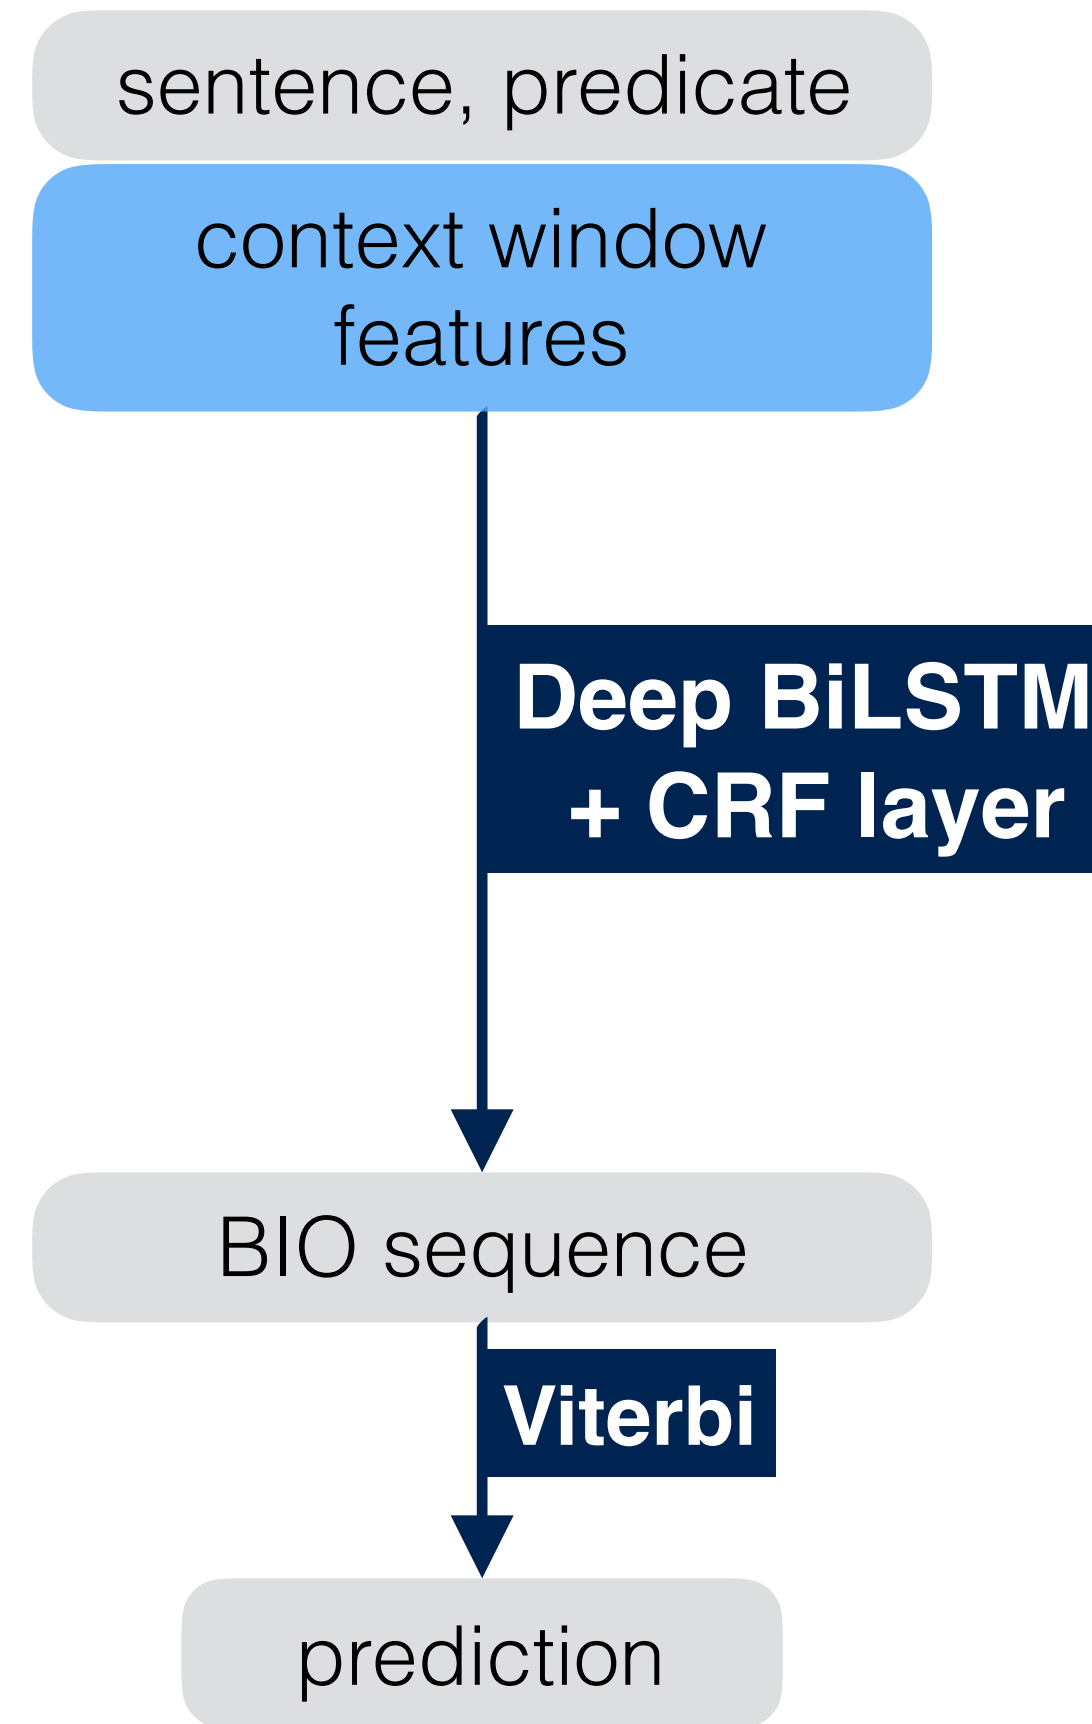 sentence, predicate
context window
features
Deep BiLSTM
+ CRF layer
BIO sequence
Viterbi
prediction